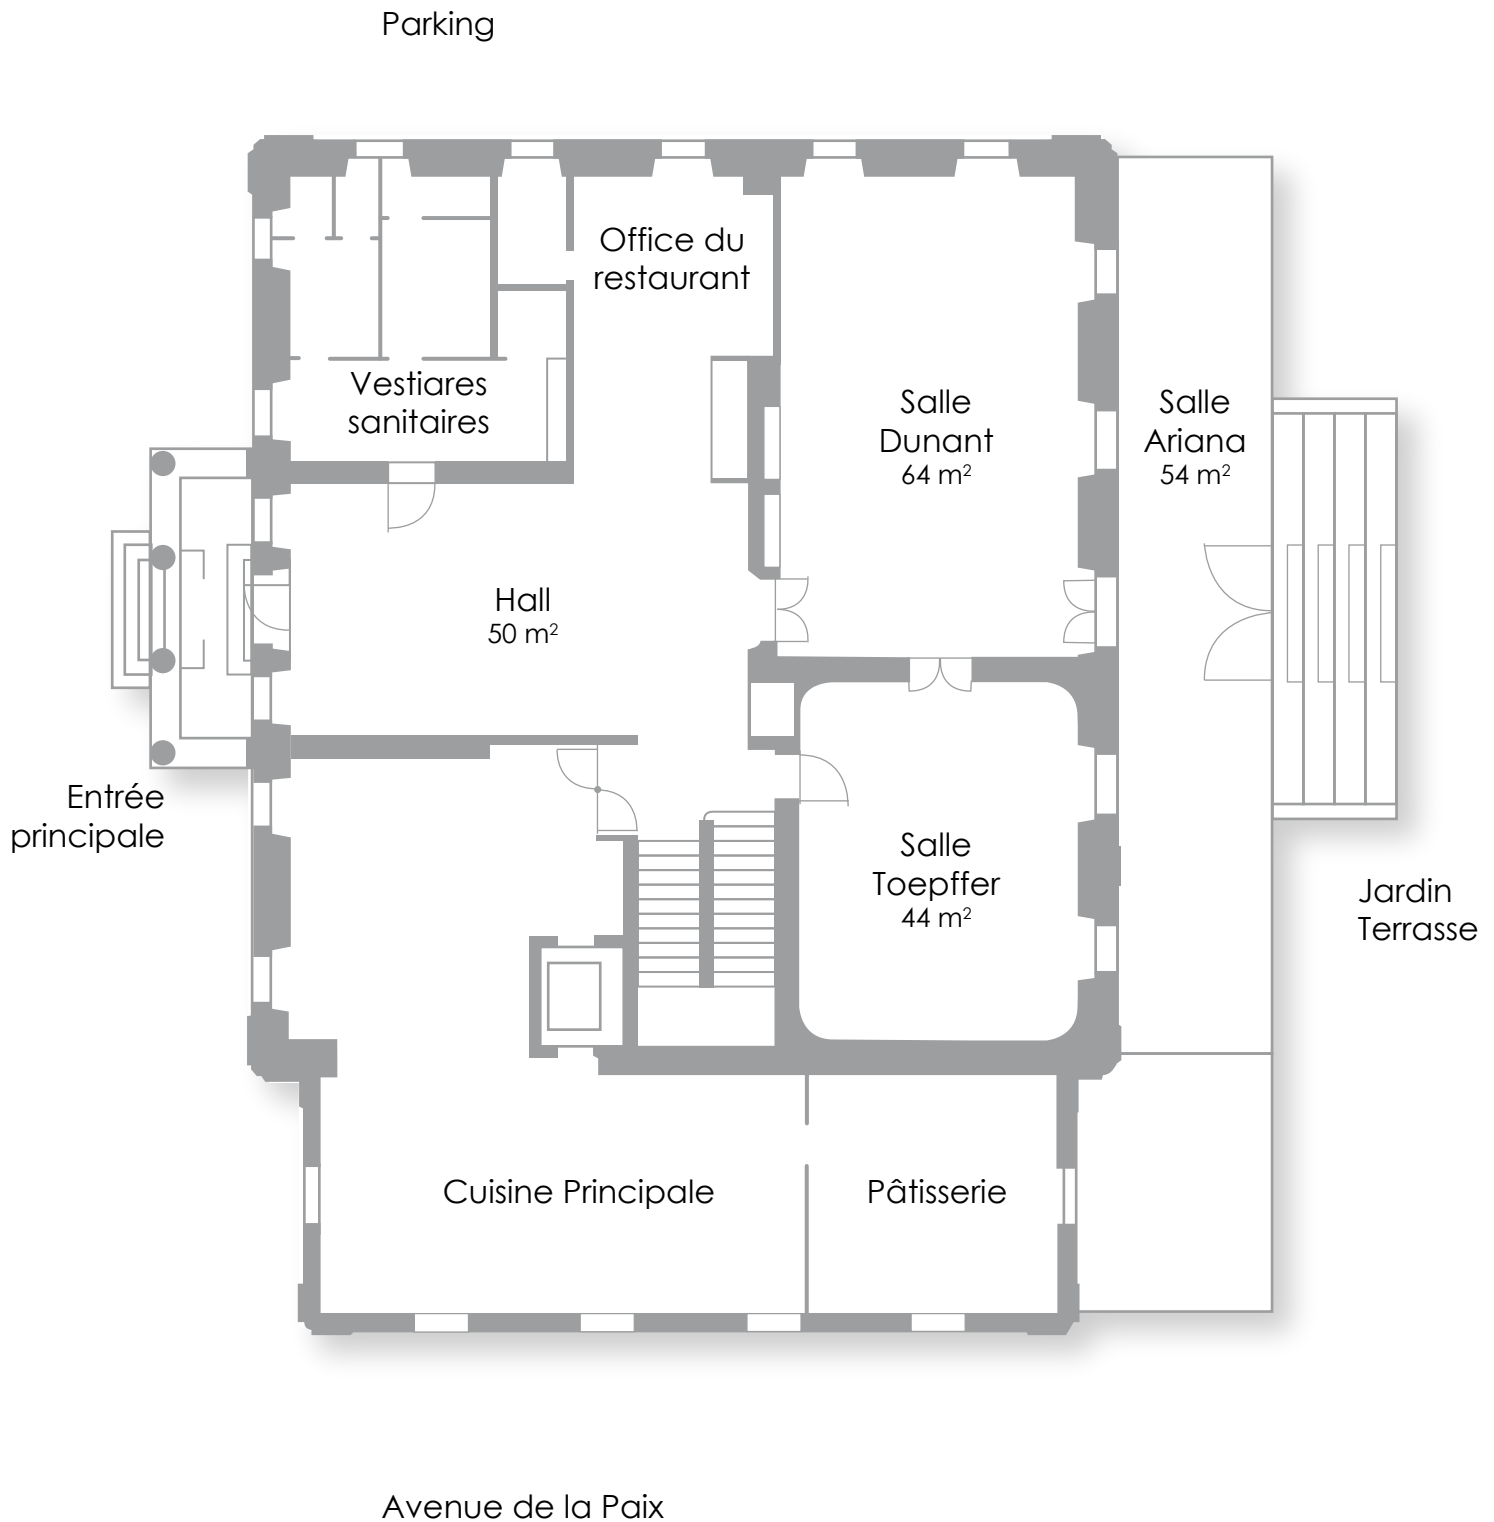 Parking
Office du
restaurant
Vestiares
sanitaires
Salle
Dunant
64 m²
Salle
Ariana
54 m²
Hall
50 m²
Entrée
principale
Salle
Toepffer
44 m²
Jardin
Terrasse
Cuisine Principale
Pâtisserie
Avenue de la Paix